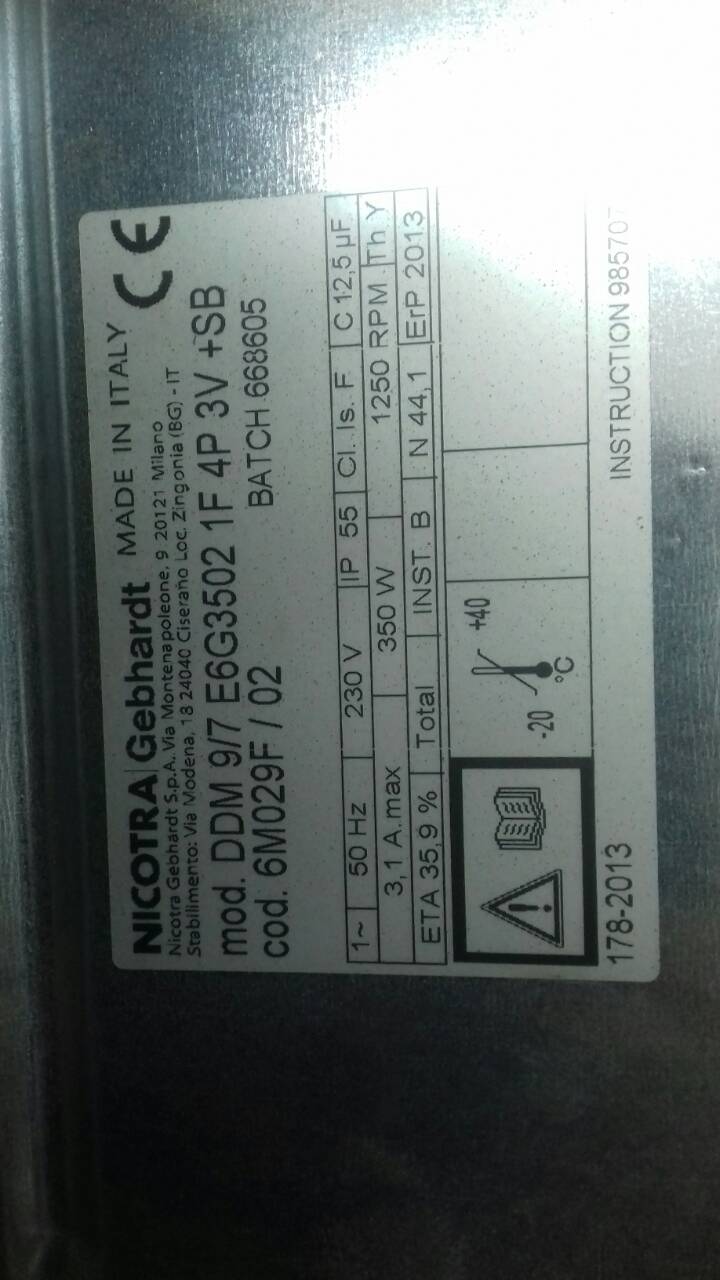 NICOTRA Gebhardt MADE IN ITALY CE
Nicotra Gebhardt S.p.A. Via Montenapoleone, 9 20121 Milano
Stabilimento: Via Modena, 18 24040 Ciserano Loc. Zingonia (BG) - IT
mod. DDM 9/7 E6G3502 1F 4P 3V +SB
cod. 6M029F / 02 BATCH 668605
1~ 50 Hz 230 V IP 55 Cl. Is. F C 12,5 µF
3,1 A.max 350 W 1250 RPM Th Y
ETA 35,9 % Total INST. B N 44,1 ErP 2013
-20 +40
°C
178-2013 INSTRUCTION 985707